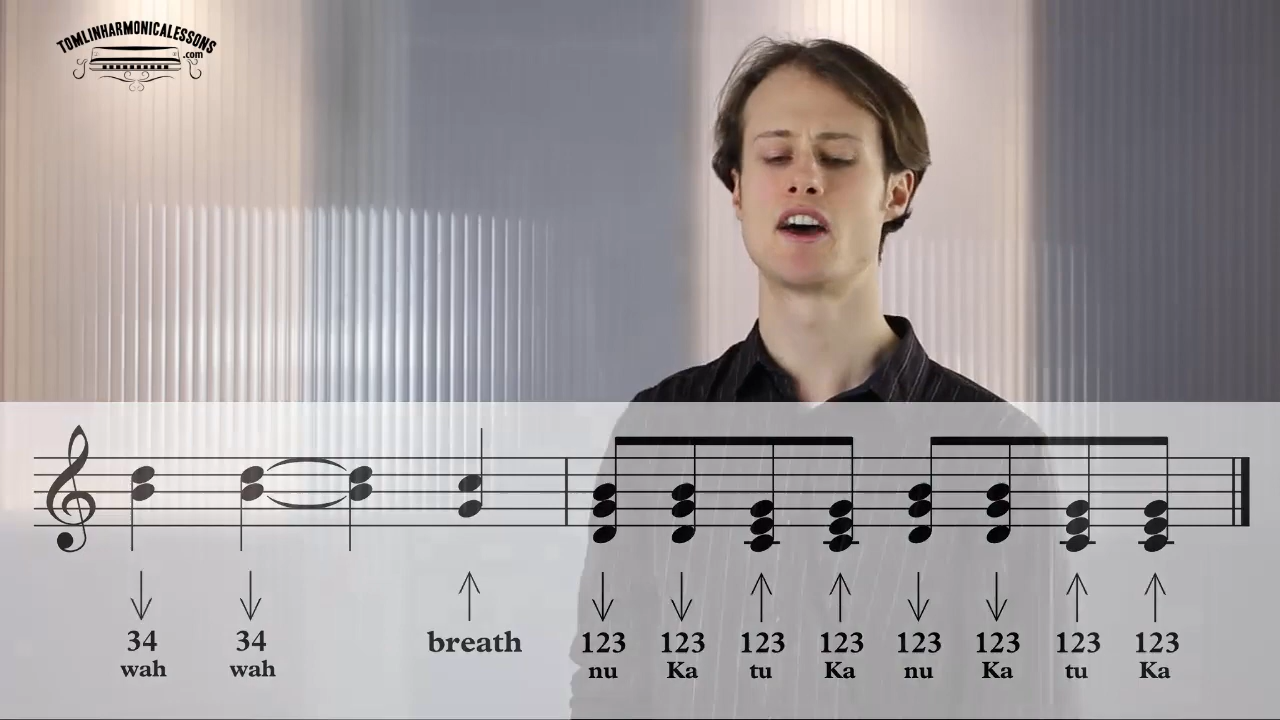 TOMLINHARMONICALESSONS
.com
34 34 breath 123 123 123 123 123 123 123 123
wah wah nu Ka tu Ka nu Ka tu Ka